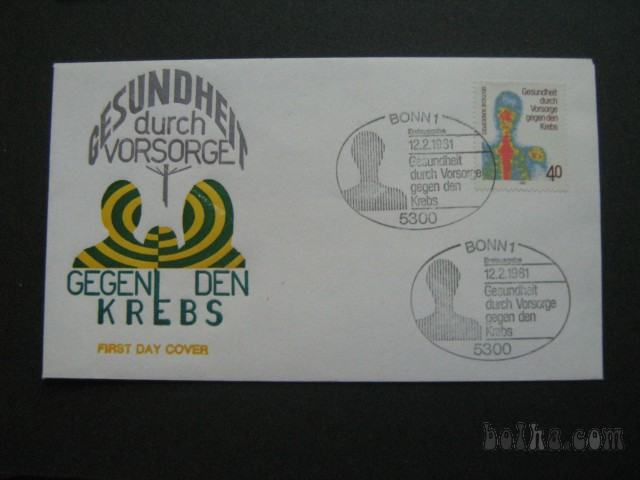 GESUNDHEIT
durch
VORSORGE
GEGEN DEN
KREBS
FIRST DAY COVER
BONN 1
Erstausgabe
12.2.1981
Gesundheit
durch Vorsorge
gegen den
Krebs
5300
Gesundheit
durch
Vorsorge
gegen den
Krebs
DEUTSCHE BUNDESPOST
40
BONN 1
Erstausgabe
12.2.1981
Gesundheit
durch Vorsorge
gegen den
Krebs
5300
bolha.com